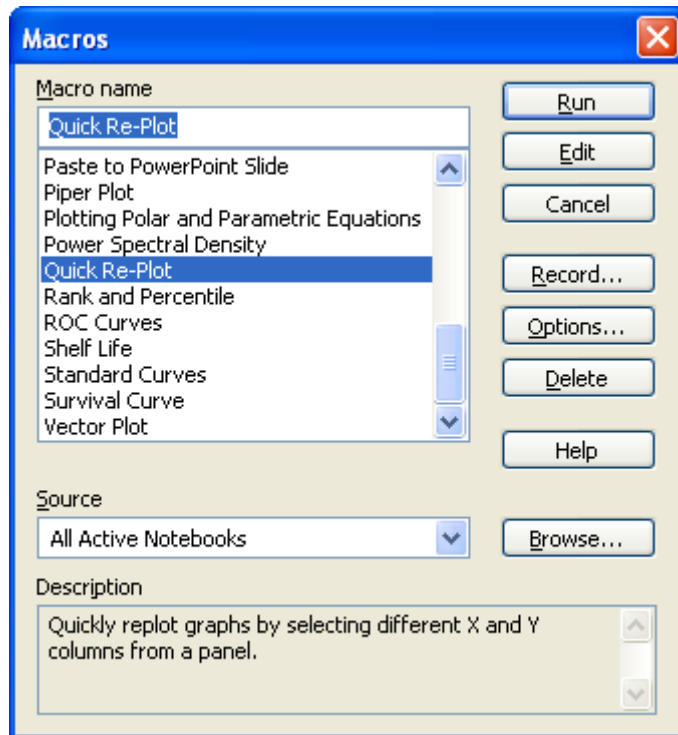 Macros
Macro name
Quick Re-Plot
Paste to PowerPoint Slide
Piper Plot
Plotting Polar and Parametric Equations
Power Spectral Density
Quick Re-Plot
Rank and Percentile
ROC Curves
Shelf Life
Standard Curves
Survival Curve
Vector Plot
Run
Edit
Cancel
Record...
Options...
Delete
Help
Source
All Active Notebooks
Browse...
Description
Quickly replot graphs by selecting different X and Y
columns from a panel.